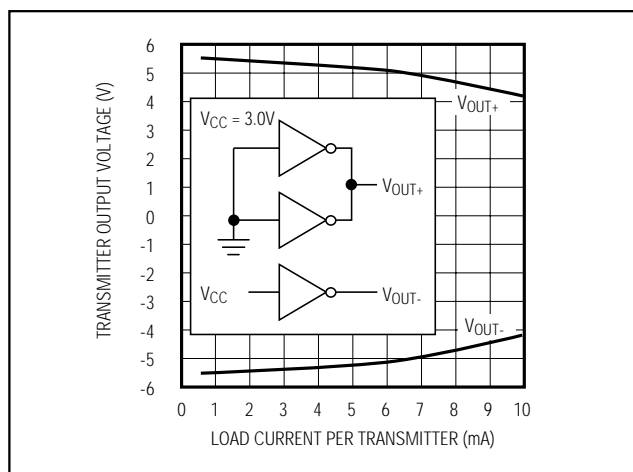 TRANSMITTER OUTPUT VOLTAGE (V)
6
5
4
3
2
1
0
-1
-2
-3
-4
-5
-6
VCC = 3.0V
VOUT+
VOUT+
VCC
VOUT-
VOUT-
0 1 2 3 4 5 6 7 8 9 10
LOAD CURRENT PER TRANSMITTER (mA)